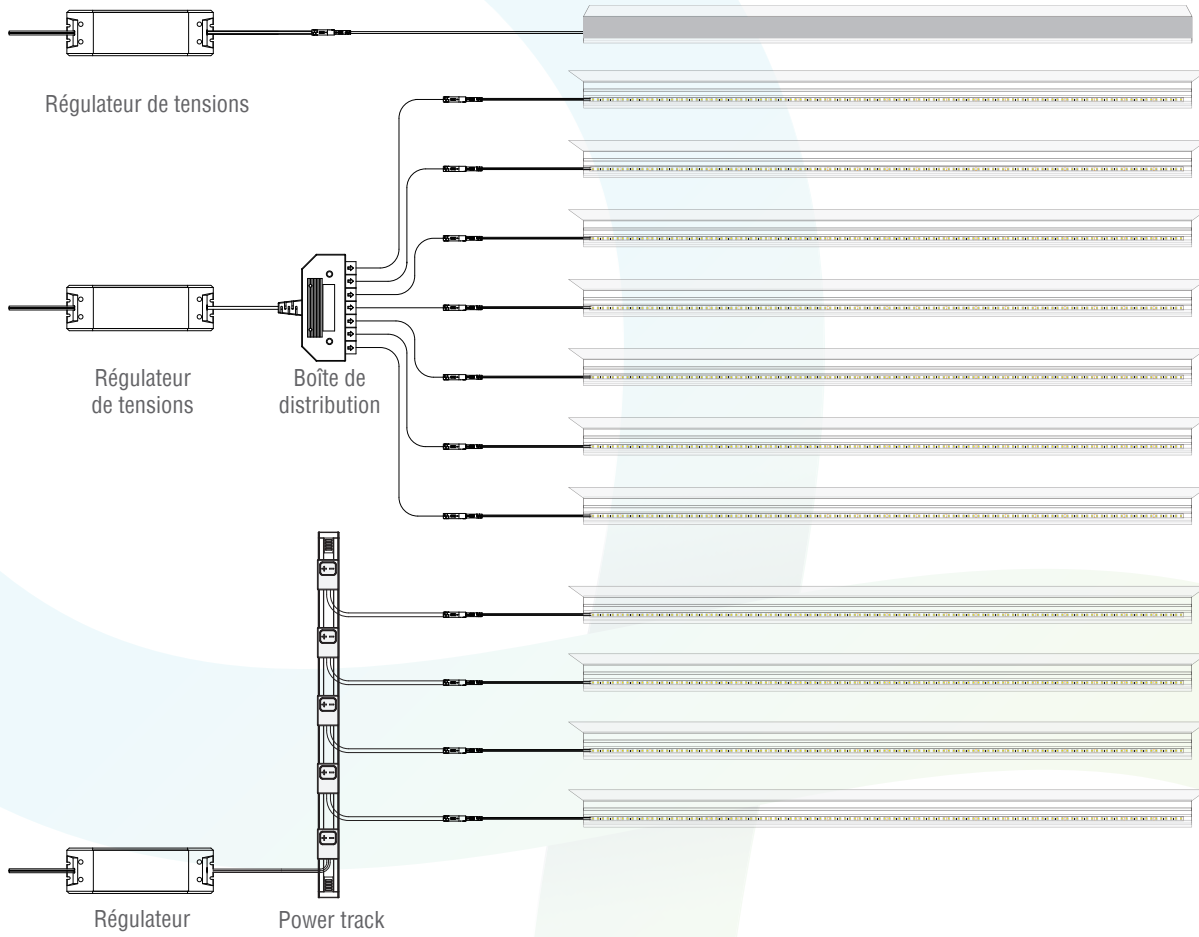 Régulateur de tensions
Régulateur
de tensions
Boîte de
distribution
Régulateur
Power track